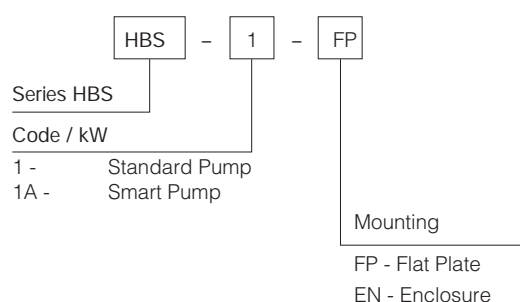 HBS – 1 – FP
Series HBS
Code / kW
1 - Standard Pump
1A - Smart Pump
Mounting
FP - Flat Plate
EN - Enclosure